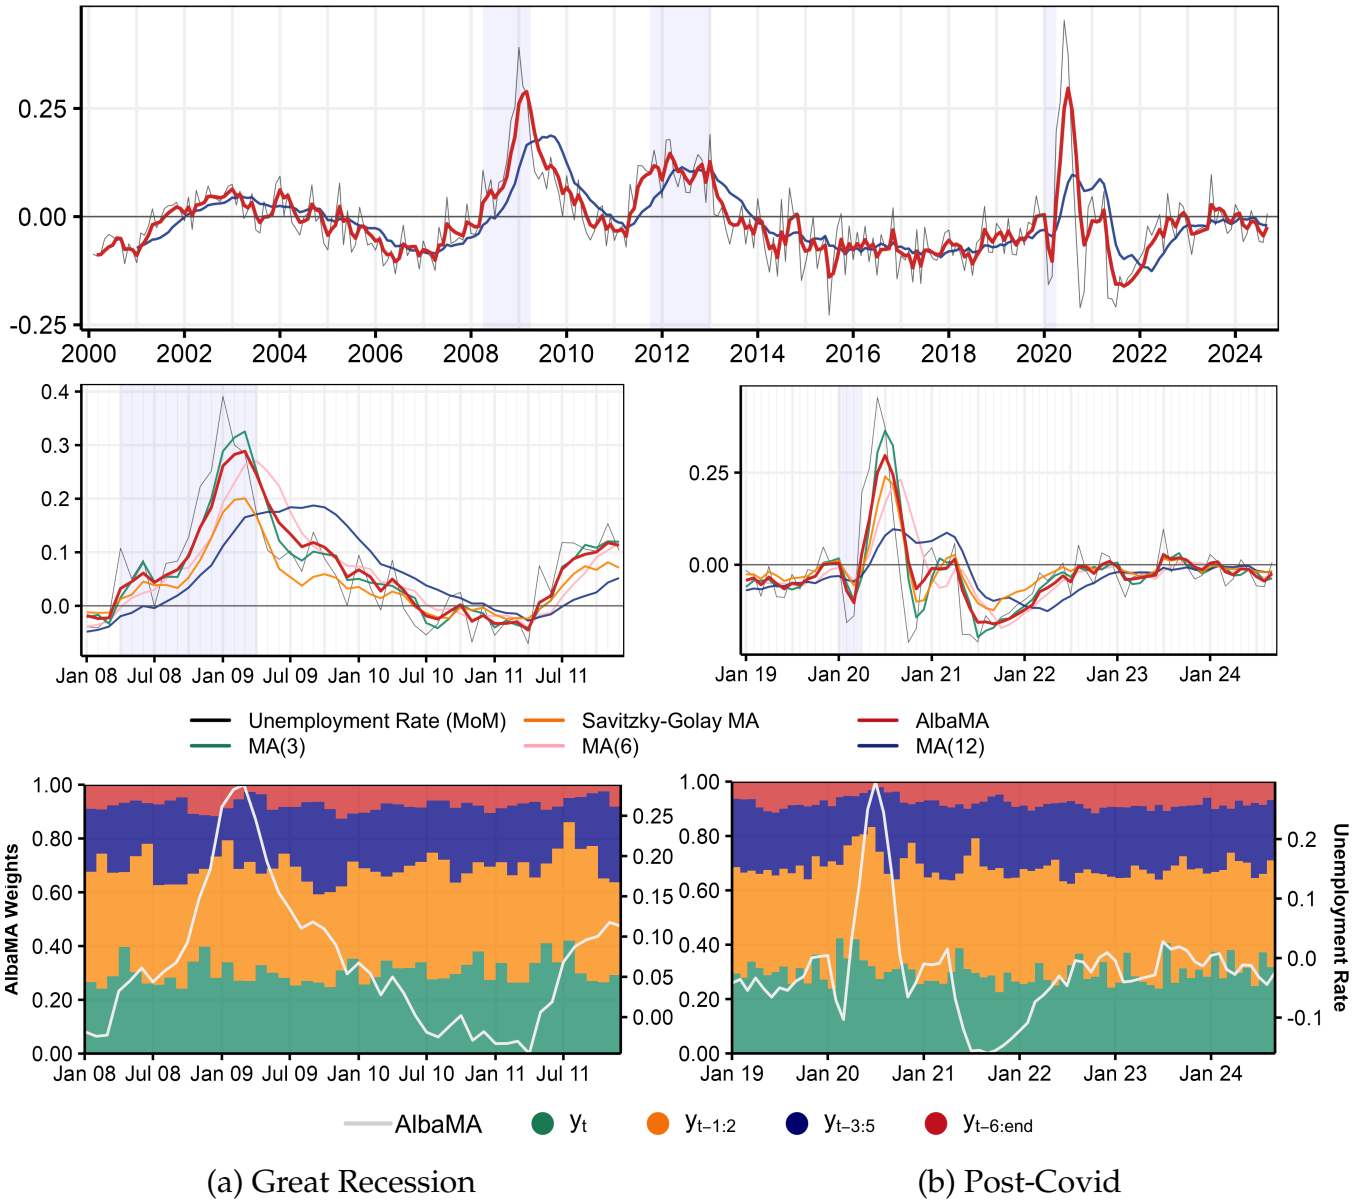 0.25
0.00
-0.25
2000 2002 2004 2006 2008 2010 2012 2014 2016 2018 2020 2022 2024
0.4
0.3
0.2
0.1
0.0
Jan 08 Jul 08 Jan 09 Jul 09 Jan 10 Jul 10 Jan 11 Jul 11
0.25
0.00
Jan 19 Jan 20 Jan 21 Jan 22 Jan 23 Jan 24
Unemployment Rate (MoM) Savitzky-Golay MA AlbaMA
MA(3) MA(6) MA(12)
AlbaMA Weights
1.00
0.80
0.60
0.40
0.20
0.00
0.25
0.20
0.15
0.10
0.05
0.00
Jan 08 Jul 08 Jan 09 Jul 09 Jan 10 Jul 10 Jan 11 Jul 11
1.00
0.80
0.60
0.40
0.20
0.00
0.2
0.1
0.0
-0.1
Unemployment Rate
Jan 19 Jan 20 Jan 21 Jan 22 Jan 23 Jan 24
AlbaMA yt yt−1:2 yt−3:5 yt−6:end
(a) Great Recession
(b) Post-Covid